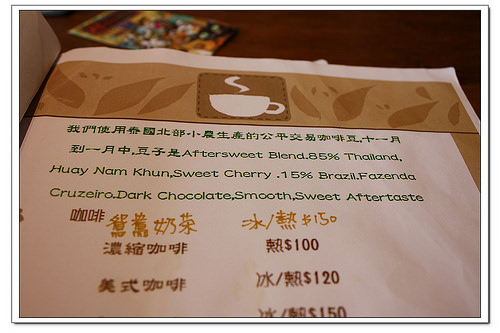 我們使用泰國北部小農生產的公平交易咖啡豆,十一月
到一月中,豆子是Aftersweet Blend.85% Thailand,
Huay Nam Khun,Sweet Cherry .15% Brazil.Fazenda
Cruzeiro.Dark Chocolate,Smooth,Sweet Aftertaste
咖啡 鴛鴦奶茶 冰/熱 $150
濃縮咖啡 熱$100
美式咖啡 冰/熱$120
冰/熱$150